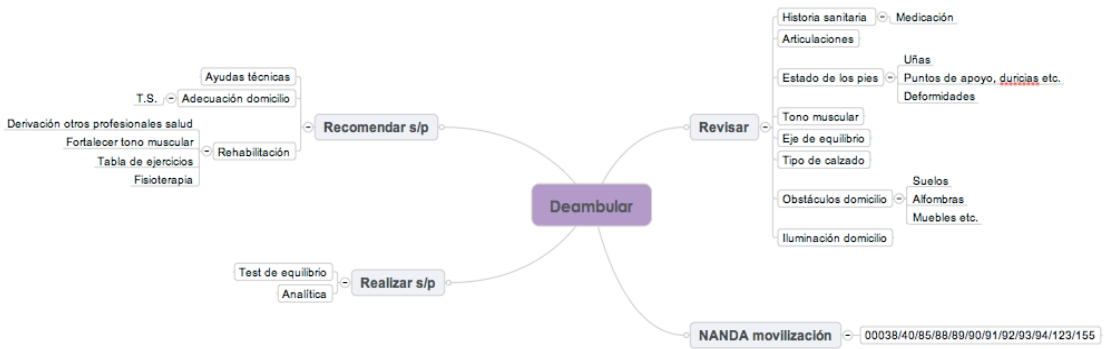 Deambular
Recomendar s/p
Ayudas técnicas
Adecuación domicilio
T.S.
Rehabilitación
Derivación otros profesionales salud
Fortalecer tono muscular
Tabla de ejercicios
Fisioterapia
Realizar s/p
Test de equilibrio
Analítica
Revisar
Historia sanitaria
Medicación
Articulaciones
Estado de los pies
Uñas
Puntos de apoyo, duricias etc.
Deformidades
Tono muscular
Eje de equilibrio
Tipo de calzado
Obstáculos domicilio
Suelos
Alfombras
Muebles etc.
Iluminación domicilio
NANDA movilización
00038/40/85/88/89/90/91/92/93/94/123/155